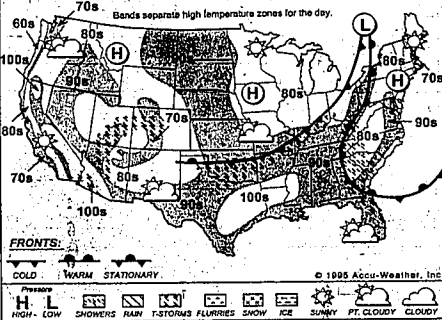 Bands separate high temperature zones for the day.
70s
60s
80s
100s
90s
H
L
80s
H
70s
90s
H
80s
70s
80s
90s
80s
70s
80s
100s
90s
90s
100s
FRONTS:
COLD WARM STATIONARY
© 1995 Accu-Weather, Inc
Pressure
H L
HIGH- LOW SHOWERS RAIN T-STORMS FLURRIES SNOW ICE SUNNY PT. CLOUDY CLOUDY